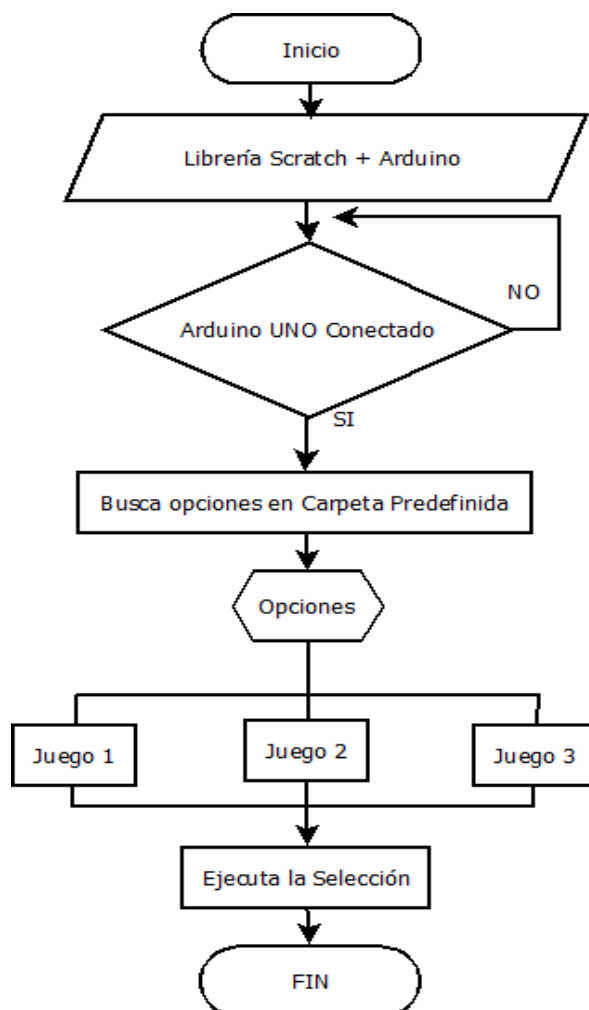 Inicio
Librería Scratch + Arduino
NO
Arduino UNO Conectado
SI
Busca opciones en Carpeta Predefinida
Opciones
Juego 1
Juego 2
Juego 3
Ejecuta la Selección
FIN